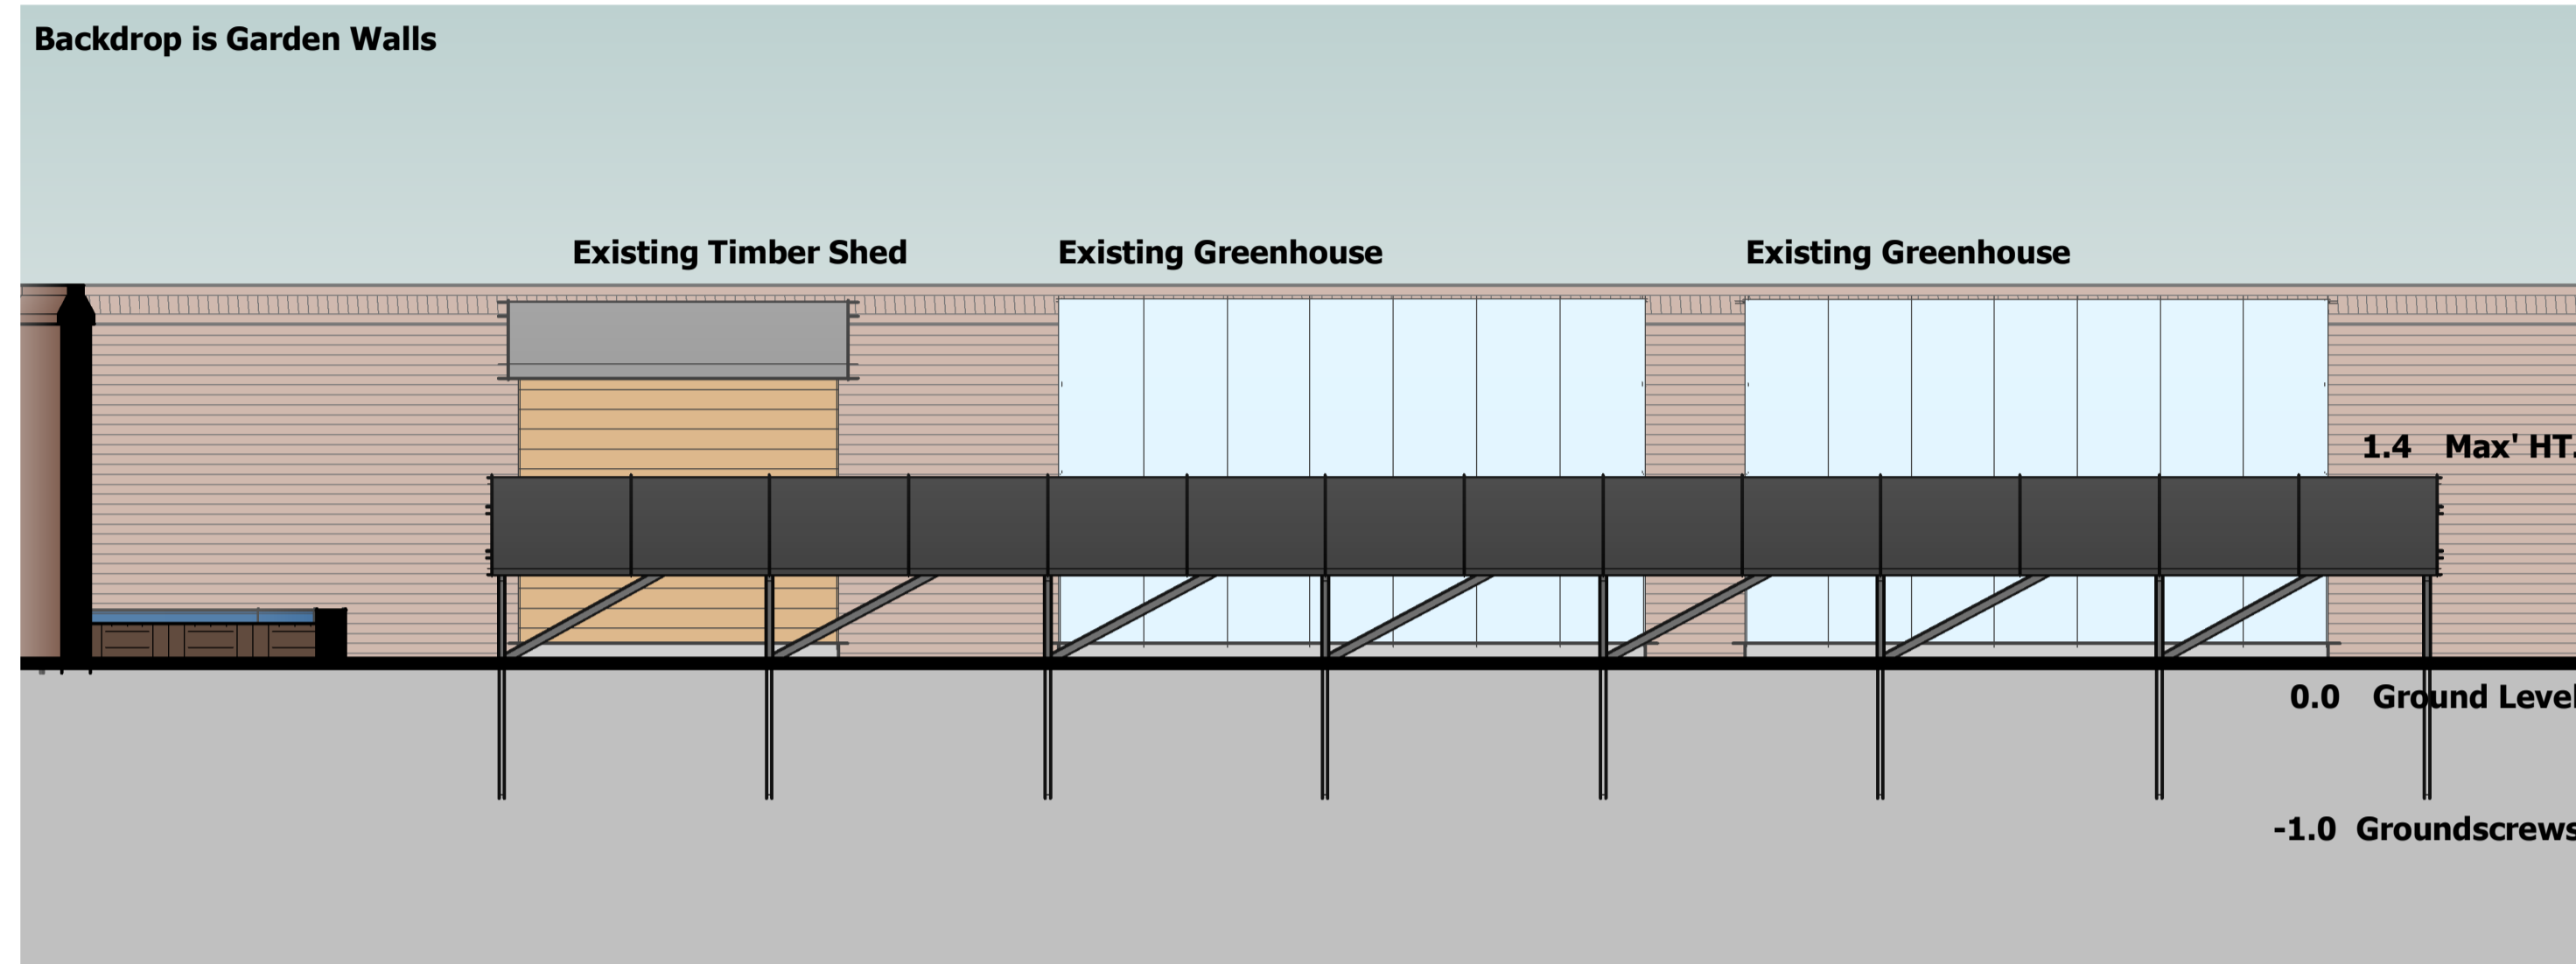 Backdrop is Garden Walls
Existing Timber Shed
Existing Greenhouse
Existing Greenhouse
1.4 Max' HT.
0.0 Ground Level
-1.0 Groundscrews